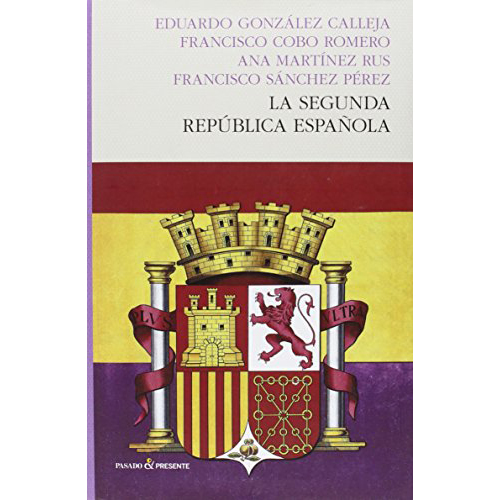 EDUARDO GONZÁLEZ CALLEJA
FRANCISCO COBO ROMERO
ANA MARTÍNEZ RUS
FRANCISCO SÁNCHEZ PÉREZ
LA SEGUNDA
REPÚBLICA ESPAÑOLA
PLVS VLTRA
PASADO & PRESENTE